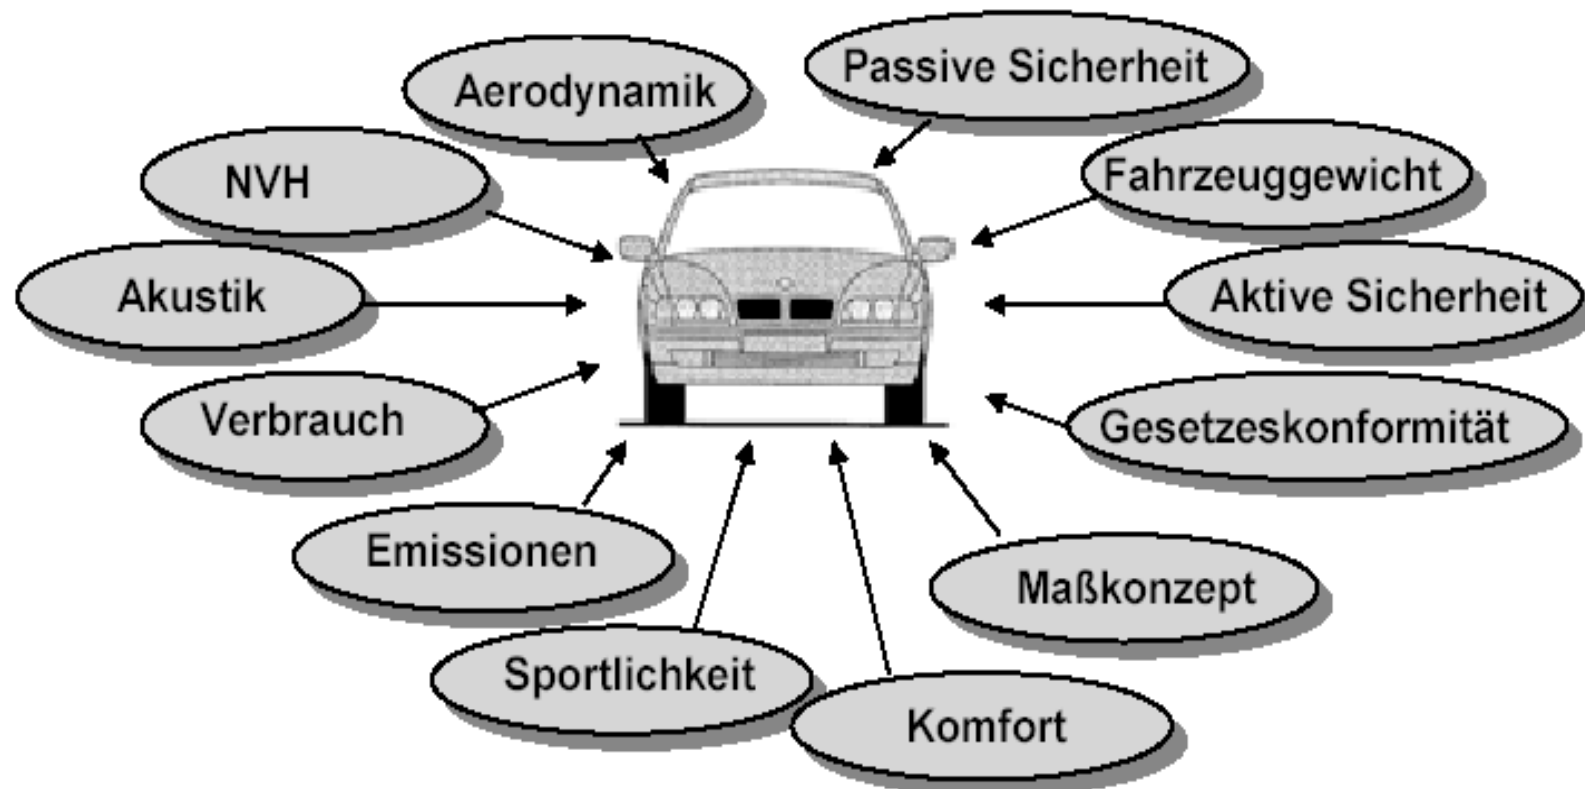 Passive Sicherheit
Aerodynamik
NVH
Fahrzeuggewicht
Akustik
Aktive Sicherheit
Verbrauch
Gesetzeskonformität
Emissionen
Maßkonzept
Sportlichkeit
Komfort